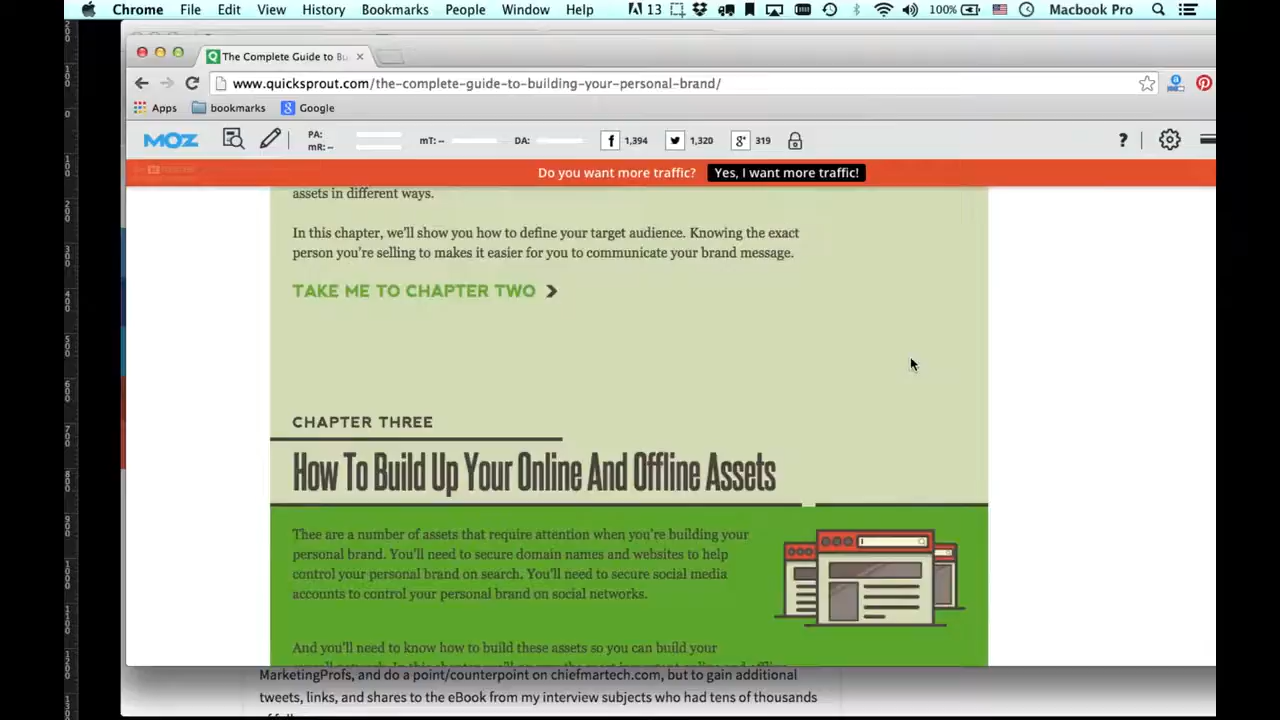 Chrome File Edit View History Bookmarks People Window Help 13 100% Macbook Pro
The Complete Guide to Bu
www.quicksprout.com/the-complete-guide-to-building-your-personal-brand/
Apps bookmarks Google
MOZ PA: mR: -- mT: -- DA: 1,394 1,320 319 ?
Do you want more traffic? Yes, I want more traffic!
assets in different ways.
In this chapter, we'll show you how to define your target audience. Knowing the exact
person you're selling to makes it easier for you to communicate your brand message.
TAKE ME TO CHAPTER TWO
CHAPTER THREE
How To Build Up Your Online And Offline Assets
Thee are a number of assets that require attention when you're building your
personal brand. You'll need to secure domain names and websites to help
control your personal brand on search. You'll need to secure social media
accounts to control your personal brand on social networks.
And you'll need to know how to build these assets so you can build your
MarketingProfs, and do a point/counterpoint on chiefmartech.com, but to gain additional
tweets, links, and shares to the eBook from my interview subjects who had tens of thousands